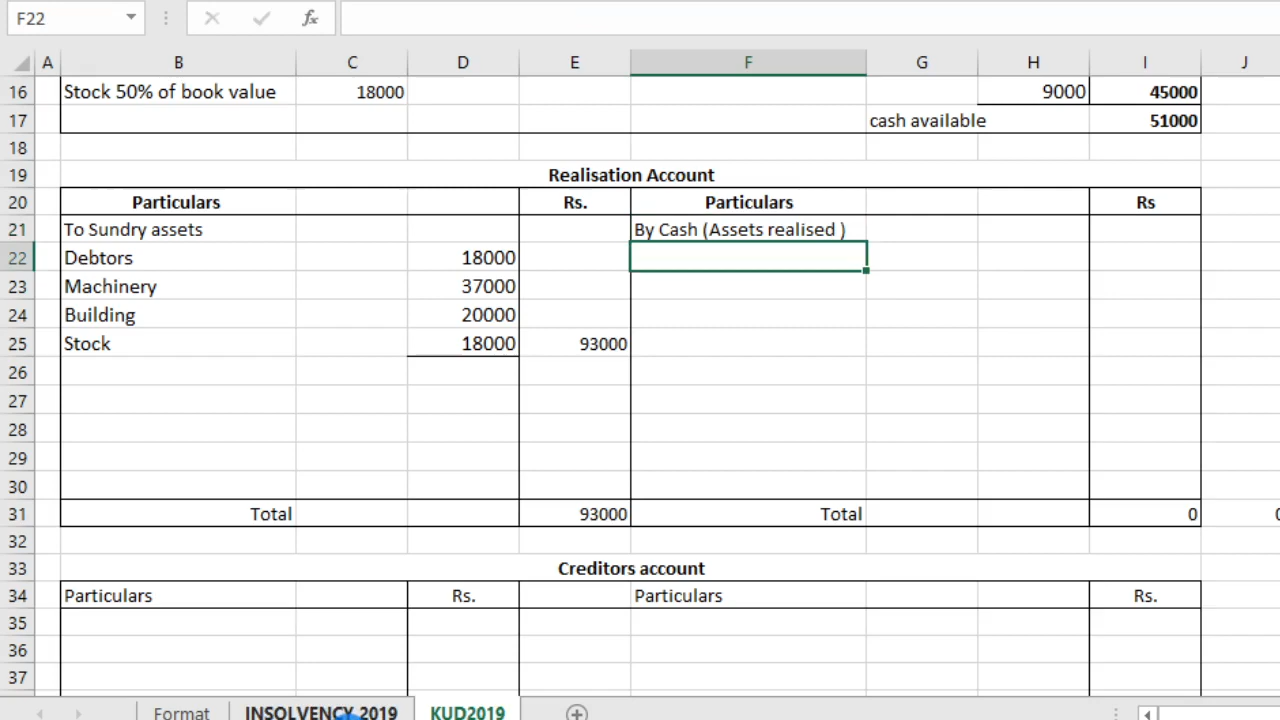 F22 fx
A B C D E F G H I J
16 Stock 50% of book value 18000 9000 45000
17 cash available 51000
18
19 Realisation Account
20 Particulars Rs. Particulars Rs
21 To Sundry assets By Cash (Assets realised )
22 Debtors 18000
23 Machinery 37000
24 Building 20000
25 Stock 18000 93000
26
27
28
29
30
31 Total 93000 Total 0
32
33 Creditors account
34 Particulars Rs. Particulars Rs.
35
36
37
Format INSOLVENCY 2019 KUD2019